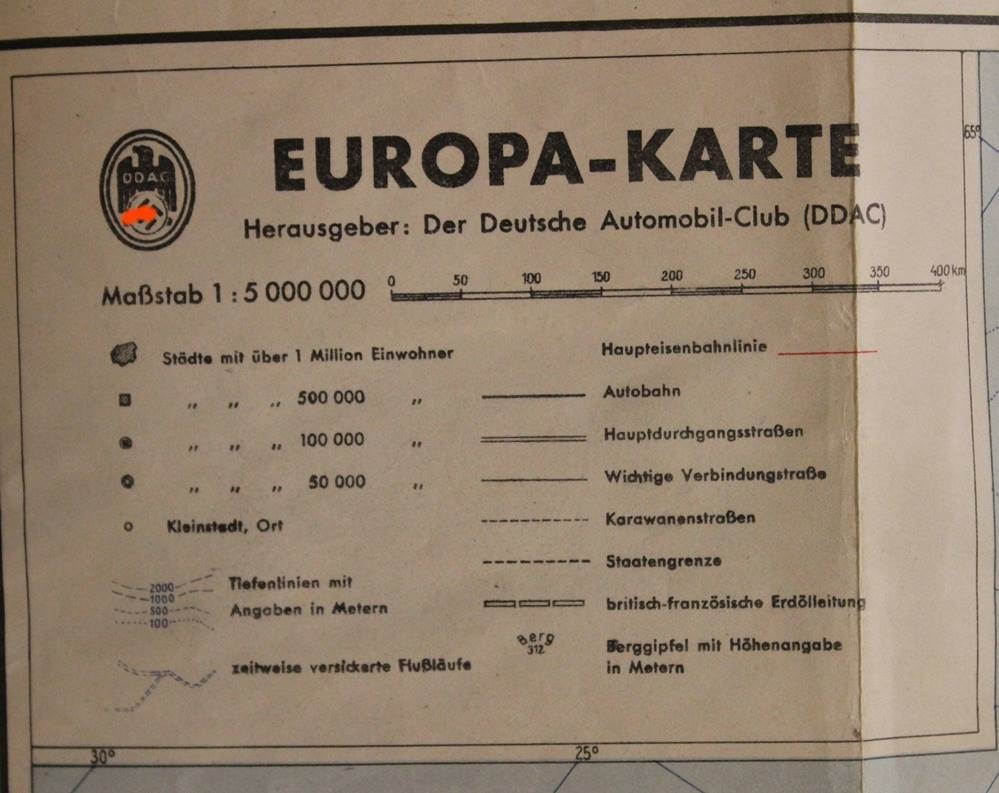 65°
DDAC
EUROPA-KARTE
Herausgeber: Der Deutsche Automobil-Club (DDAC)
Maßstab 1 : 5 000 000
0 50 100 150 200 250 300 350 400 km
Städte mit über 1 Million Einwohner
„ „ „ 500 000 „
„ „ „ 100 000 „
„ „ „ 50 000 „
Kleinstadt, Ort
2000
1000
500
100
Tiefenlinien mit
Angaben in Metern
zeitweise versickerte Flußläufe
Haupteisenbahnlinie
Autobahn
Hauptdurchgangsstraßen
Wichtige Verbindungstraße
Karawanenstraßen
Staatengrenze
britisch-französische Erdölleitung
Berg
312
Berggipfel mit Höhenangabe
in Metern
30° 25°